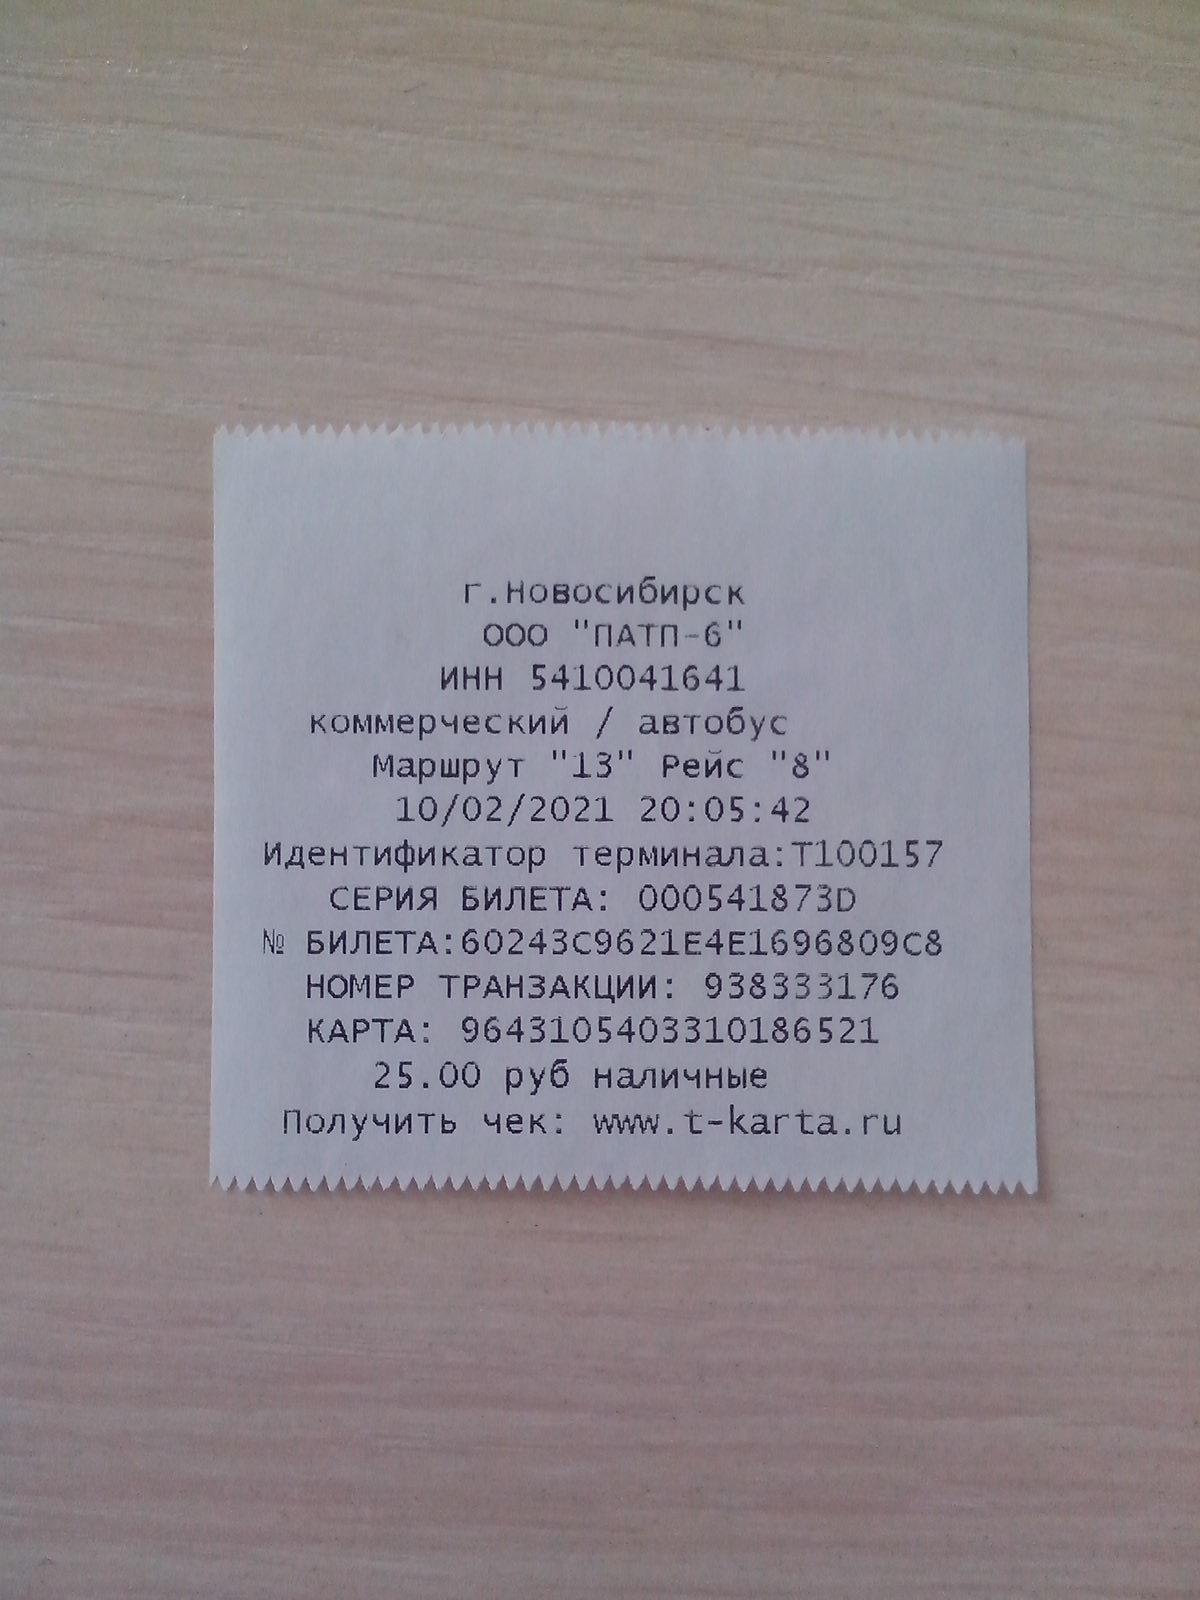 г.Новосибирск
ООО "ПАТП-6"
ИНН 5410041641
коммерческий / автобус
Маршрут "13" Рейс "8"
10/02/2021 20:05:42
Идентификатор терминала:Т100157
СЕРИЯ БИЛЕТА: 000541873D
№ БИЛЕТА:60243C9621E4E1696809C8
НОМЕР ТРАНЗАКЦИИ: 938333176
КАРТА: 9643105403310186521
25.00 руб наличные
Получить чек: www.t-karta.ru